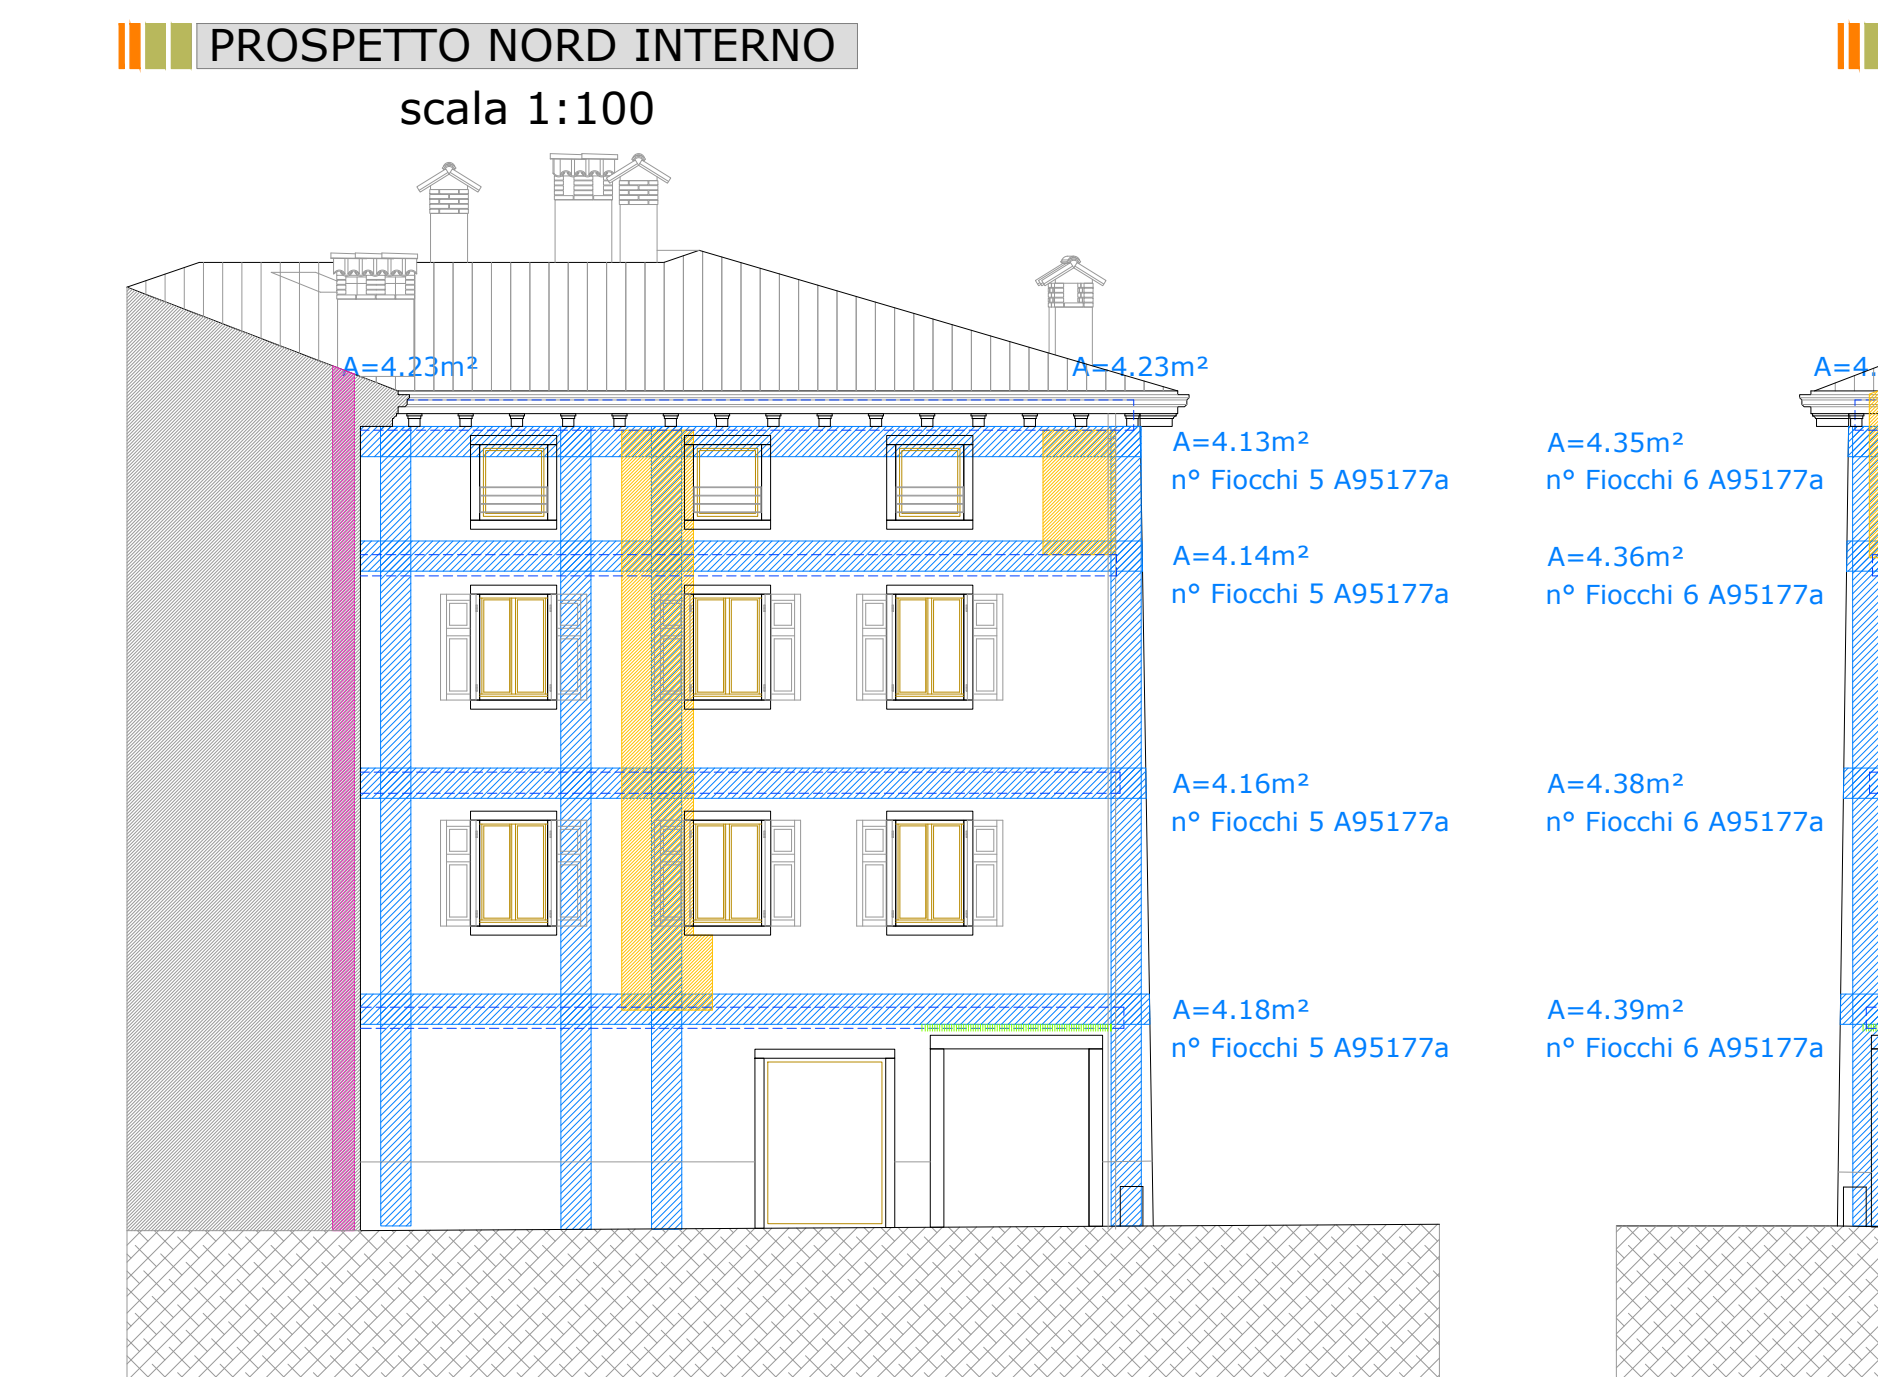 PROSPETTO NORD INTERNO
scala 1:100
A=4.23m²
A=4.23m²
A=4.13m²
n° Fiocchi 5 A95177a
A=4.14m²
n° Fiocchi 5 A95177a
A=4.16m²
n° Fiocchi 5 A95177a
A=4.18m²
n° Fiocchi 5 A95177a
A=4.35m²
n° Fiocchi 6 A95177a
A=4.36m²
n° Fiocchi 6 A95177a
A=4.38m²
n° Fiocchi 6 A95177a
A=4.39m²
n° Fiocchi 6 A95177a